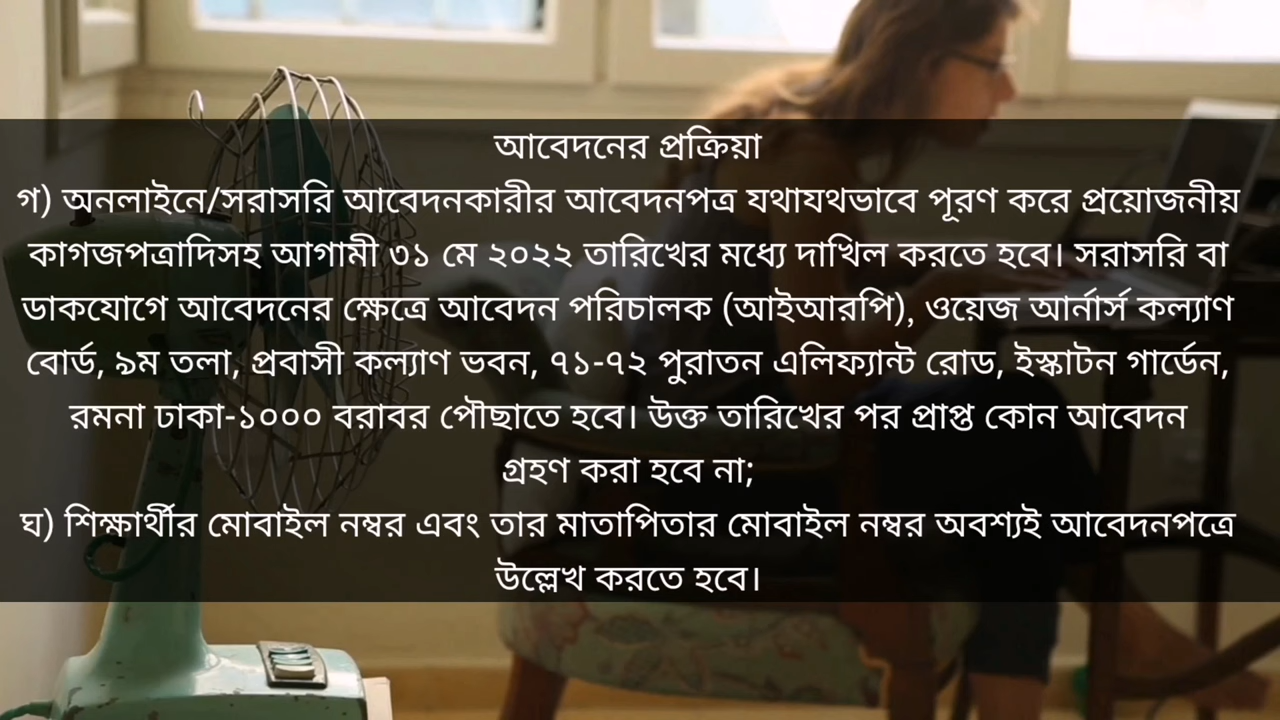 আবেদনের প্রক্রিয়া
গ) অনলাইনে/সরাসরি আবেদনকারীর আবেদনপত্র যথাযথভাবে পূরণ করে প্রয়োজনীয়
কাগজপত্রাদিসহ আগামী ৩১ মে ২০২২ তারিখের মধ্যে দাখিল করতে হবে। সরাসরি বা
ডাকযোগে আবেদনের ক্ষেত্রে আবেদন পরিচালক (আইআরপি), ওয়েজ আর্নার্স কল্যাণ
বোর্ড, ৯ম তলা, প্রবাসী কল্যাণ ভবন, ৭১-৭২ পুরাতন এলিফ্যান্ট রোড, ইস্কাটন গার্ডেন,
রমনা ঢাকা-১০০০ বরাবর পৌছাতে হবে। উক্ত তারিখের পর প্রাপ্ত কোন আবেদন
গ্রহণ করা হবে না;
ঘ) শিক্ষার্থীর মোবাইল নম্বর এবং তার মাতাপিতার মোবাইল নম্বর অবশ্যই আবেদনপত্রে
উল্লেখ করতে হবে।